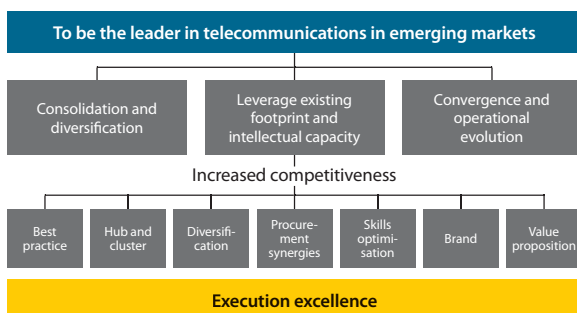 To be the leader in telecommunications in emerging markets
Consolidation and
diversification
Leverage existing
footprint and
intellectual capacity
Convergence and
operational
evolution
Increased competitiveness
Best
practice
Hub and
cluster
Diversifi-
cation
Procure-
ment
synergies
Skills
optimi-
sation
Brand
Value
proposition
Execution excellence